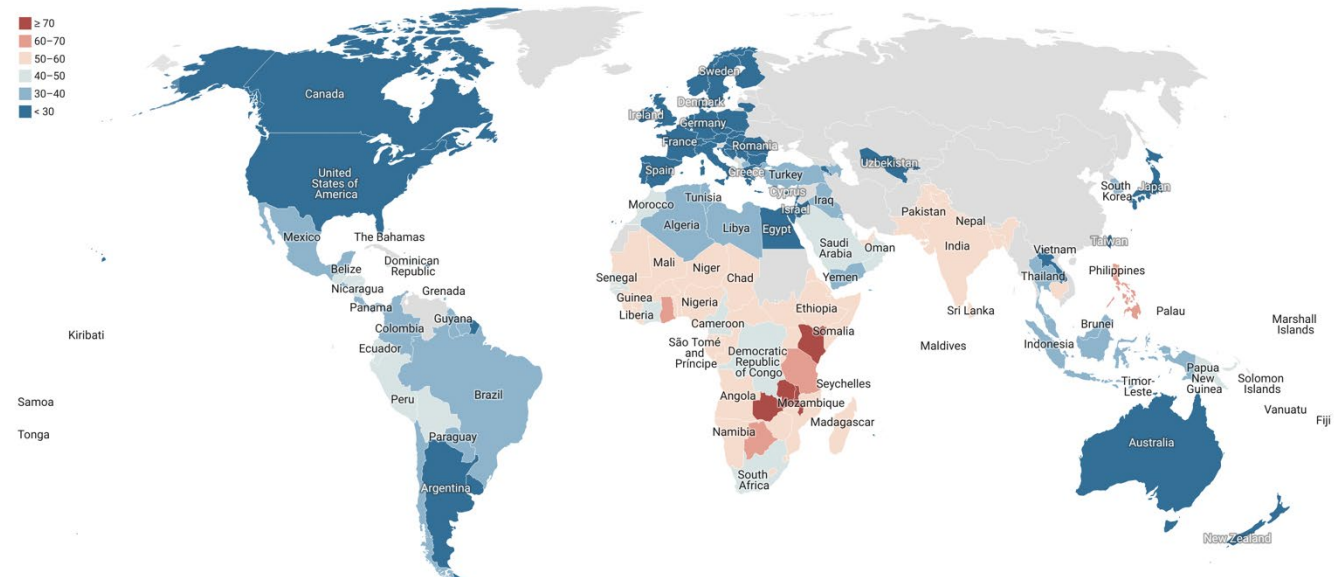 ≥ 70
60–70
50–60
40–50
30–40
< 30
Canada
United
States of
America
Mexico
The Bahamas
Dominican
Republic
Belize
Nicaragua
Grenada
Panama
Guyana
Colombia
Ecuador
Peru
Brazil
Paraguay
Argentina
Kiribati
Samoa
Tonga
Sweden
Denmark
Ireland
Germany
France
Romania
Spain
Greece
Turkey
Cyprus
Uzbekistan
Tunisia
Morocco
Algeria
Libya
Egypt
Israel
Iraq
Saudi
Arabia
Oman
Yemen
Pakistan
Nepal
India
Sri Lanka
Maldives
Mali
Niger
Chad
Senegal
Guinea
Liberia
Nigeria
Cameroon
Ethiopia
Somalia
São Tomé
and
Príncipe
Democratic
Republic
of Congo
Seychelles
Angola
Mozambique
Madagascar
Namibia
South
Africa
South
Korea
Japan
Taiwan
Vietnam
Thailand
Philippines
Palau
Brunei
Indonesia
Timor-
Leste
Papua
New
Guinea
Marshall
Islands
Solomon
Islands
Vanuatu
Fiji
Australia
New Zealand